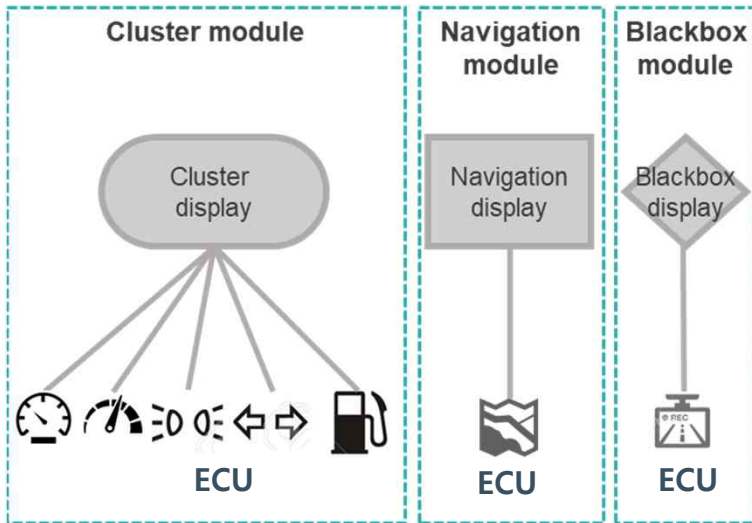 Cluster module
Navigation
module
Blackbox
module
Cluster
display
Navigation
display
Blackbox
display
REC
ECU
ECU
ECU